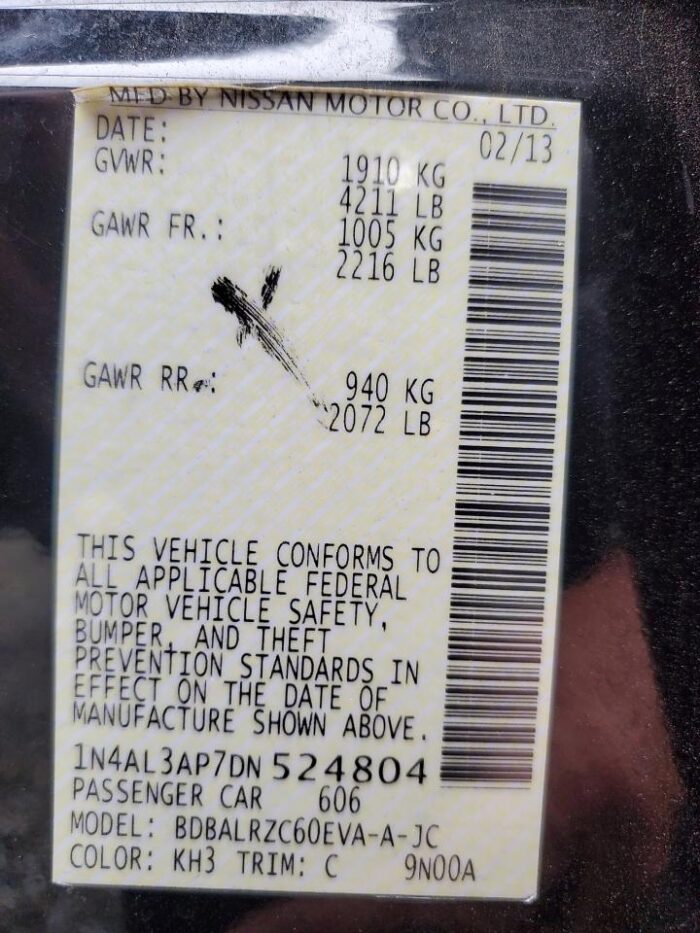 MFD BY NISSAN MOTOR CO., LTD.
DATE: 02/13
GVWR: 1910 KG
4211 LB
GAWR FR.: 1005 KG
2216 LB
GAWR RR.: 940 KG
2072 LB
THIS VEHICLE CONFORMS TO
ALL APPLICABLE FEDERAL
MOTOR VEHICLE SAFETY,
BUMPER, AND THEFT
PREVENTION STANDARDS IN
EFFECT ON THE DATE OF
MANUFACTURE SHOWN ABOVE.
1N4AL3AP7DN 524804
PASSENGER CAR 606
MODEL: BDBALRZC60EVA-A-JC
COLOR: KH3 TRIM: C 9N00A